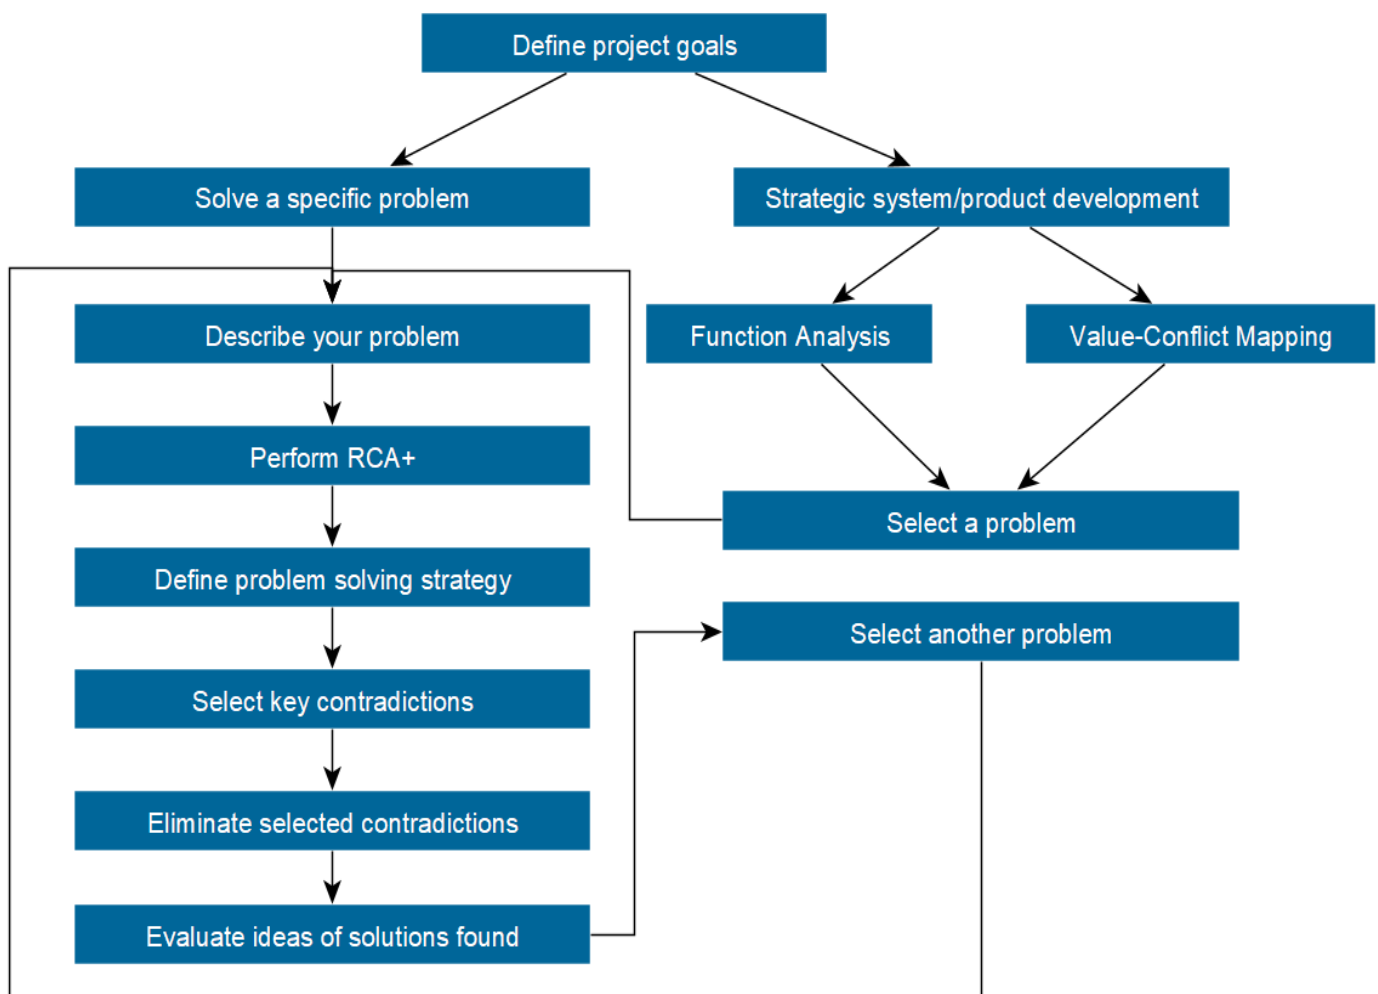 Define project goals
Solve a specific problem
Strategic system/product development
Describe your problem
Function Analysis
Value-Conflict Mapping
Perform RCA+
Select a problem
Define problem solving strategy
Select another problem
Select key contradictions
Eliminate selected contradictions
Evaluate ideas of solutions found